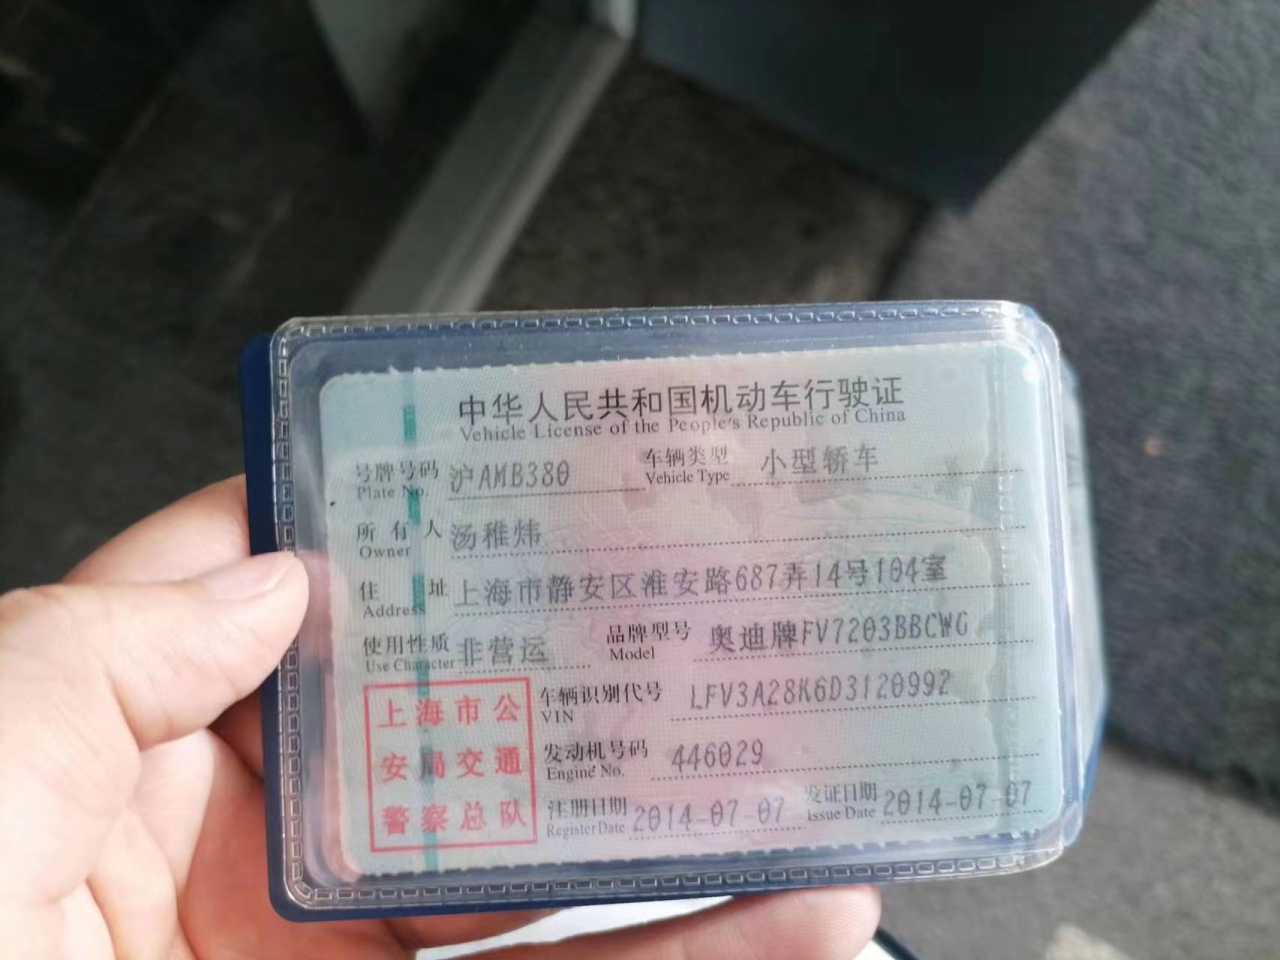 中华人民共和国机动车行驶证
Vehicle License of the People's Republic of China
号牌号码 沪AMB380 车辆类型 小型轿车
Plate No. Vehicle Type
所有人 汤稚炜
Owner
住址 上海市静安区淮安路687弄14号104室
Address
使用性质 非营运 品牌型号 奥迪牌FV7203BBCWG
Use Character Model
车辆识别代号 LFV3A28K6D3120992
VIN
发动机号码 446029
Engine No.
注册日期 2014-07-07 发证日期 2014-07-07
Register Date Issue Date
上海市公
安局交通
警察总队